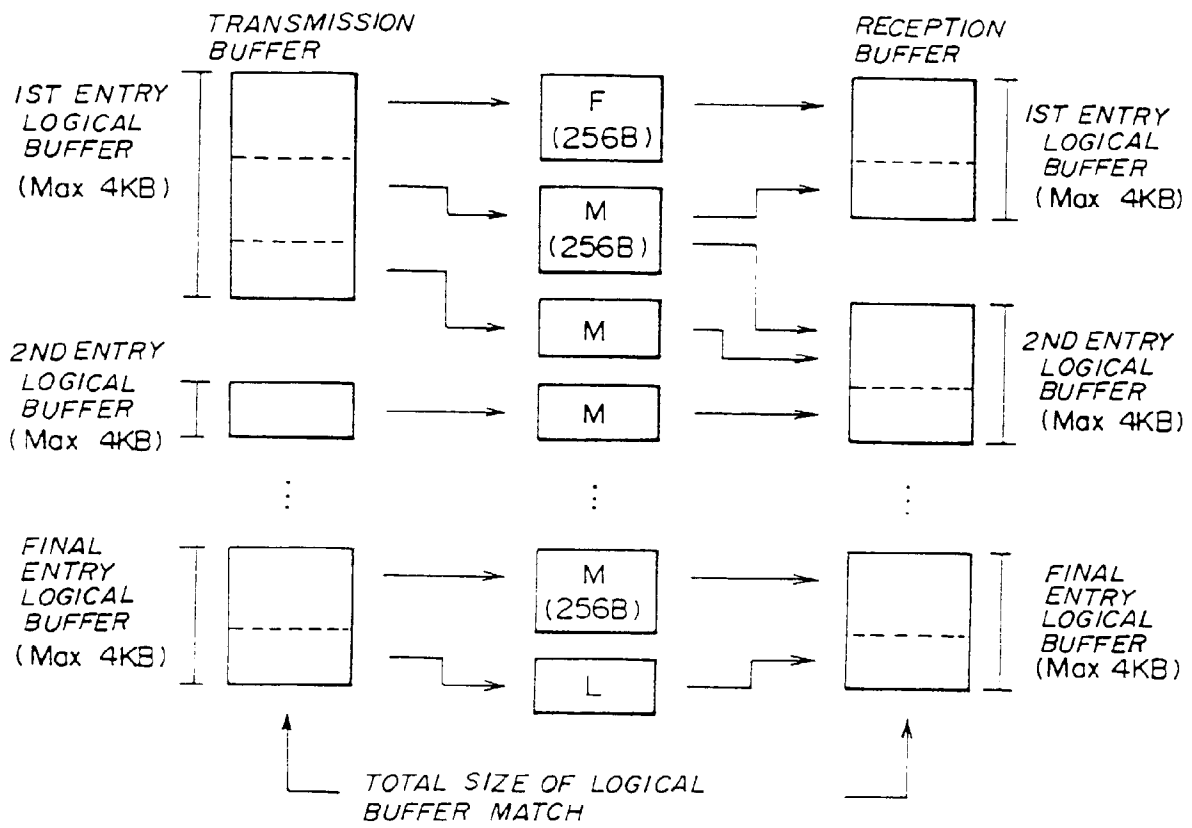 TRANSMISSION
BUFFER
RECEPTION
BUFFER
1ST ENTRY
LOGICAL
BUFFER
(Max 4KB)
F
(256B)
1ST ENTRY
LOGICAL
BUFFER
(Max 4KB)
M
(256B)
M
2ND ENTRY
LOGICAL
BUFFER
(Max 4KB)
M
2ND ENTRY
LOGICAL
BUFFER
(Max 4KB)
FINAL
ENTRY
LOGICAL
BUFFER
(Max 4KB)
M
(256B)
L
FINAL
ENTRY
LOGICAL
BUFFER
(Max 4KB)
TOTAL SIZE OF LOGICAL
BUFFER MATCH